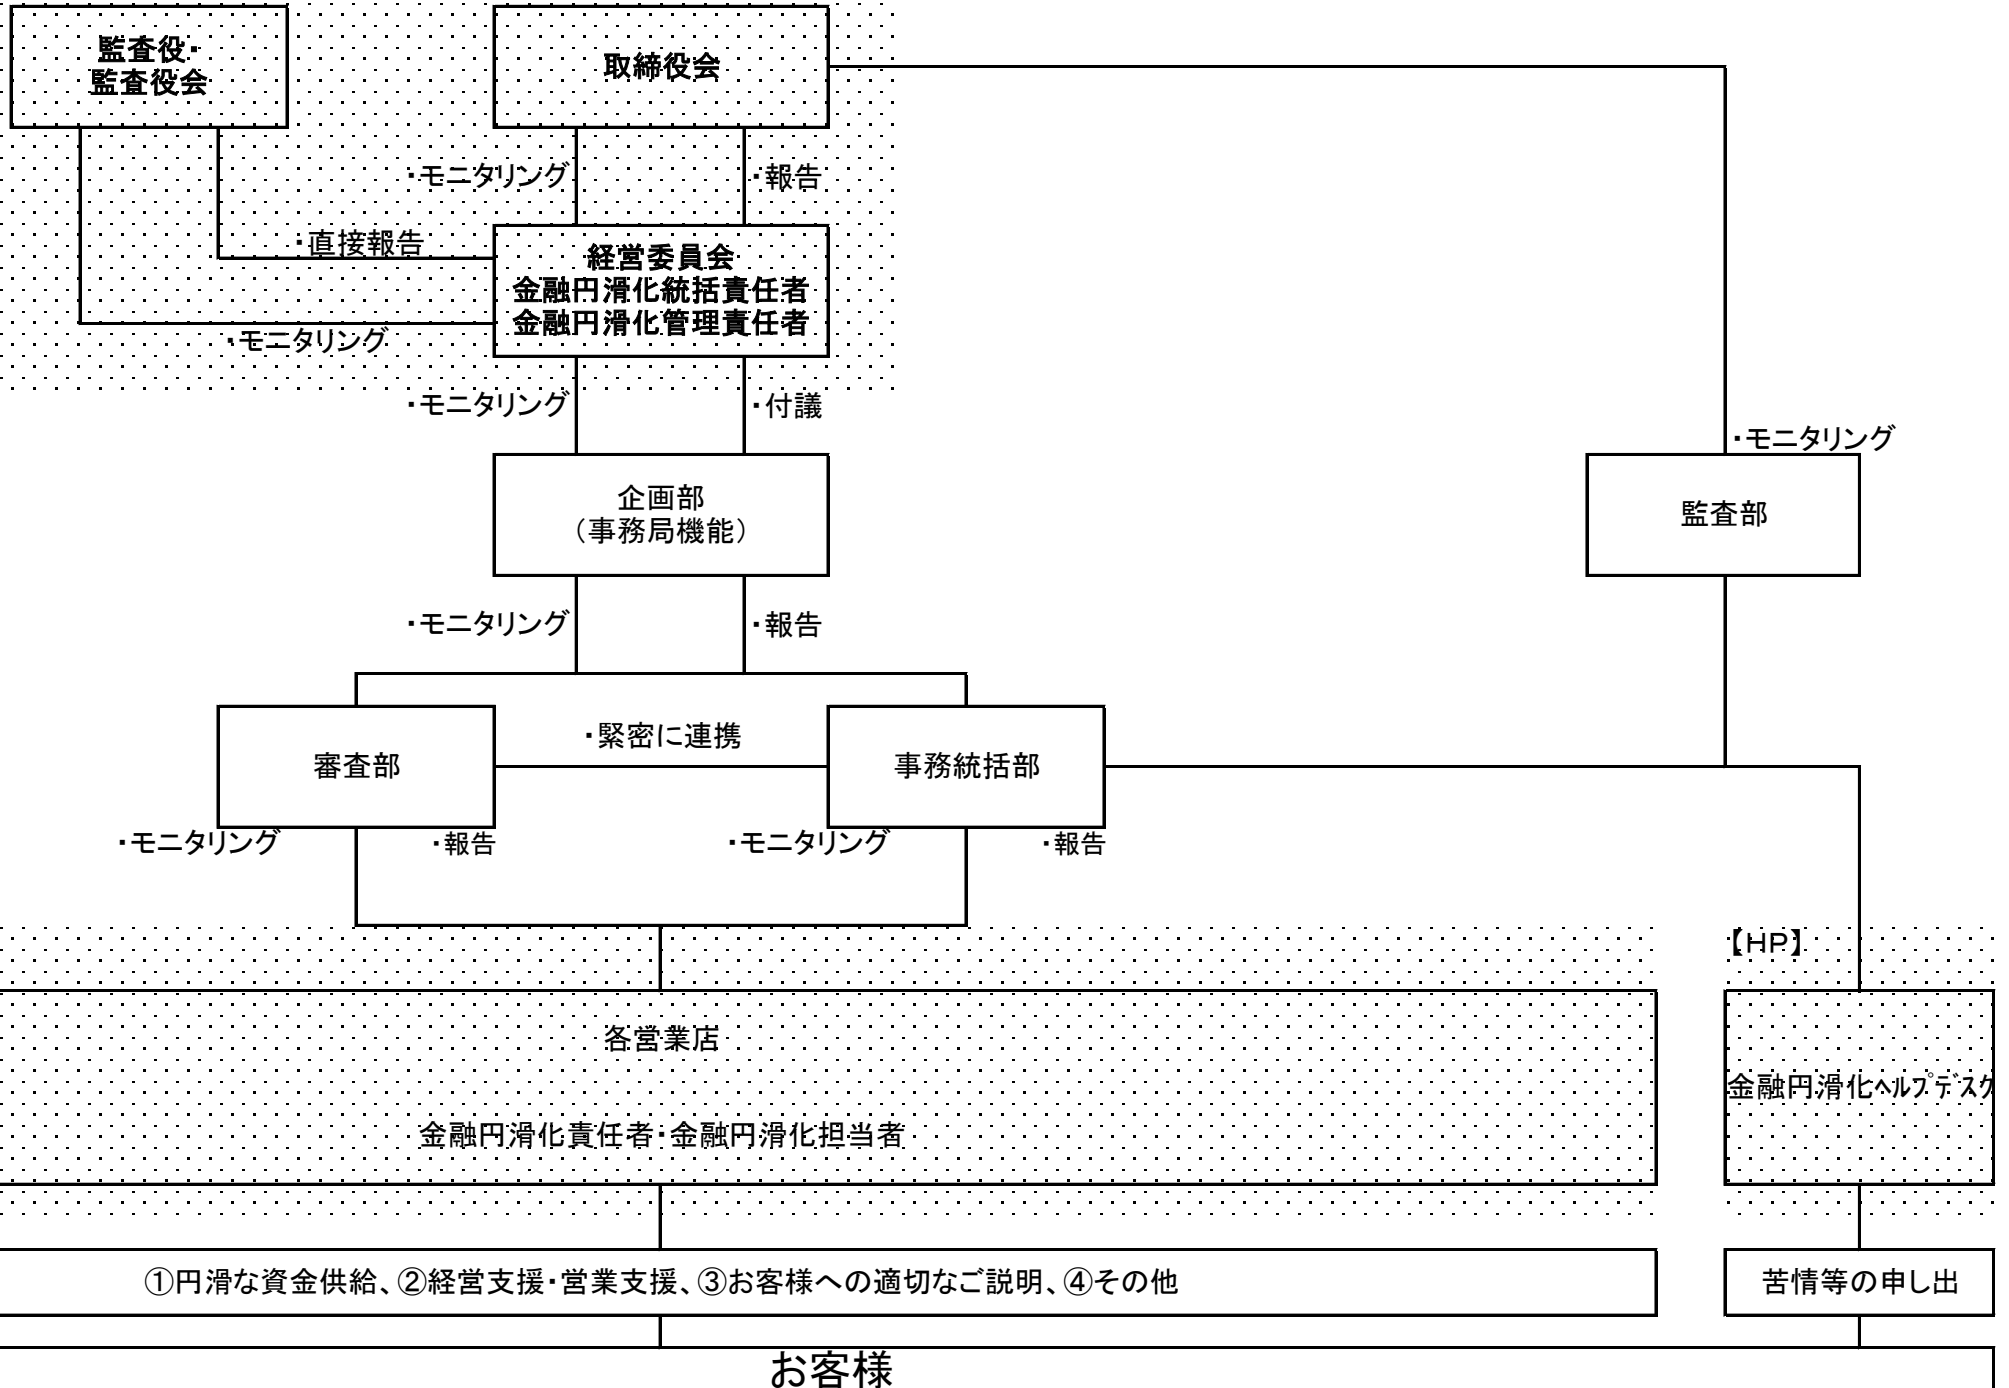 監査役・
監査役会
取締役会
・モニタリング
・報告
・直接報告
経営委員会
金融円滑化統括責任者
金融円滑化管理責任者
・モニタリング
・モニタリング
・付議
・モニタリング
企画部
（事務局機能）
監査部
・モニタリング
・報告
・緊密に連携
審査部
事務統括部
・モニタリング
・報告
・モニタリング
・報告
【HP】
各営業店
金融円滑化ﾍﾙﾌﾟﾃﾞｽｸ
金融円滑化責任者・金融円滑化担当者
①円滑な資金供給、②経営支援・営業支援、③お客様への適切なご説明、④その他
苦情等の申し出
お客様